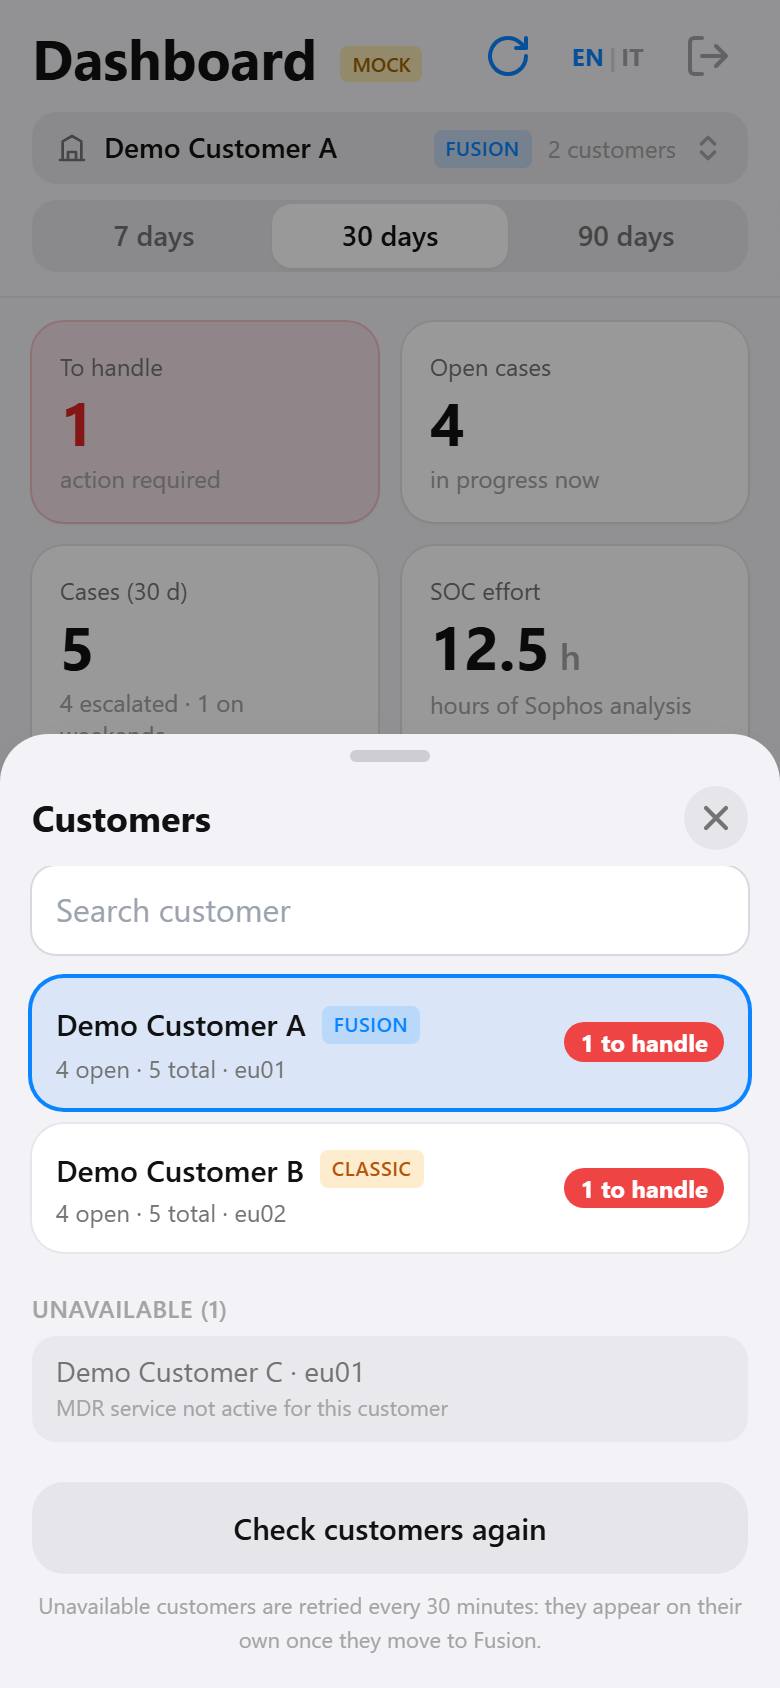 Dashboard MOCK EN | IT
Demo Customer A FUSION 2 customers
7 days 30 days 90 days
To handle
1
action required
Open cases
4
in progress now
Cases (30 d)
5
4 escalated · 1 on
weekends
SOC effort
12.5 h
hours of Sophos analysis
Customers
Search customer
Demo Customer A FUSION
4 open · 5 total · eu01
1 to handle
Demo Customer B CLASSIC
4 open · 5 total · eu02
1 to handle
UNAVAILABLE (1)
Demo Customer C · eu01
MDR service not active for this customer
Check customers again
Unavailable customers are retried every 30 minutes: they appear on their
own once they move to Fusion.